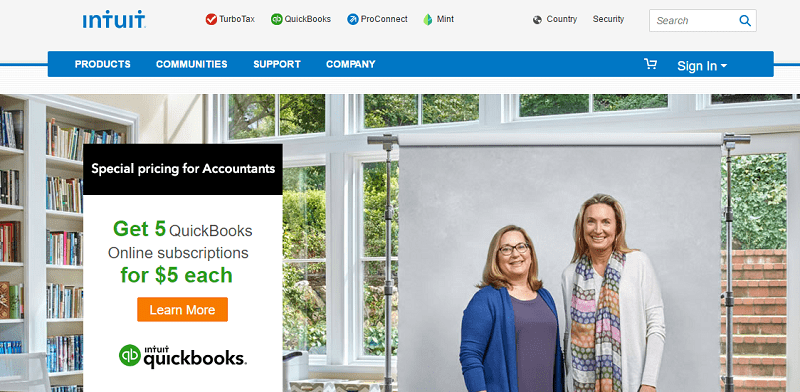 intuit
TurboTax
QuickBooks
ProConnect
Mint
Country
Security
Search
PRODUCTS
COMMUNITIES
SUPPORT
COMPANY
Sign In
Special pricing for Accountants
Get 5 QuickBooks
Online subscriptions
for $5 each
Learn More
qb intuit
quickbooks.